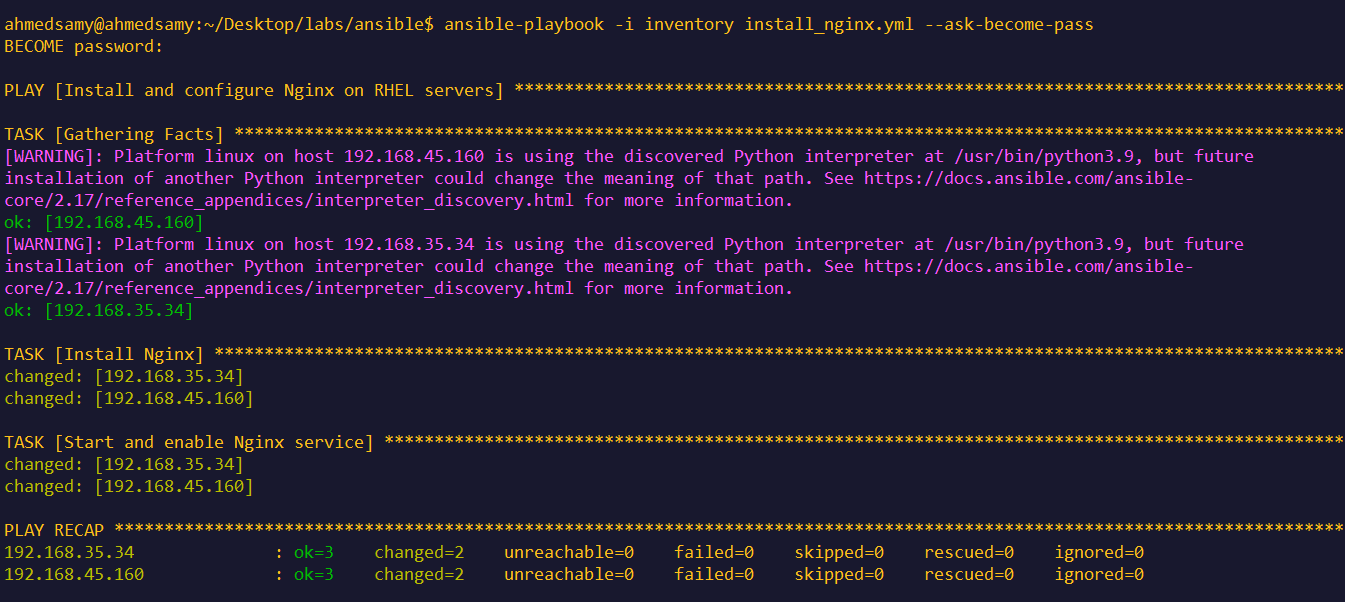 ahmedsamy@ahmedsamy:~/Desktop/labs/ansible$ ansible-playbook -i inventory install_nginx.yml --ask-become-pass
BECOME password:
PLAY [Install and configure Nginx on RHEL servers] ***********************************************************************************
TASK [Gathering Facts] ***************************************************************************************************************
[WARNING]: Platform linux on host 192.168.45.160 is using the discovered Python interpreter at /usr/bin/python3.9, but future
installation of another Python interpreter could change the meaning of that path. See https://docs.ansible.com/ansible-
core/2.17/reference_appendices/interpreter_discovery.html for more information.
ok: [192.168.45.160]
[WARNING]: Platform linux on host 192.168.35.34 is using the discovered Python interpreter at /usr/bin/python3.9, but future
installation of another Python interpreter could change the meaning of that path. See https://docs.ansible.com/ansible-
core/2.17/reference_appendices/interpreter_discovery.html for more information.
ok: [192.168.35.34]
TASK [Install Nginx] *****************************************************************************************************************
changed: [192.168.35.34]
changed: [192.168.45.160]
TASK [Start and enable Nginx service] ************************************************************************************************
changed: [192.168.35.34]
changed: [192.168.45.160]
PLAY RECAP ***************************************************************************************************************************
192.168.35.34              : ok=3    changed=2    unreachable=0    failed=0    skipped=0    rescued=0    ignored=0
192.168.45.160             : ok=3    changed=2    unreachable=0    failed=0    skipped=0    rescued=0    ignored=0